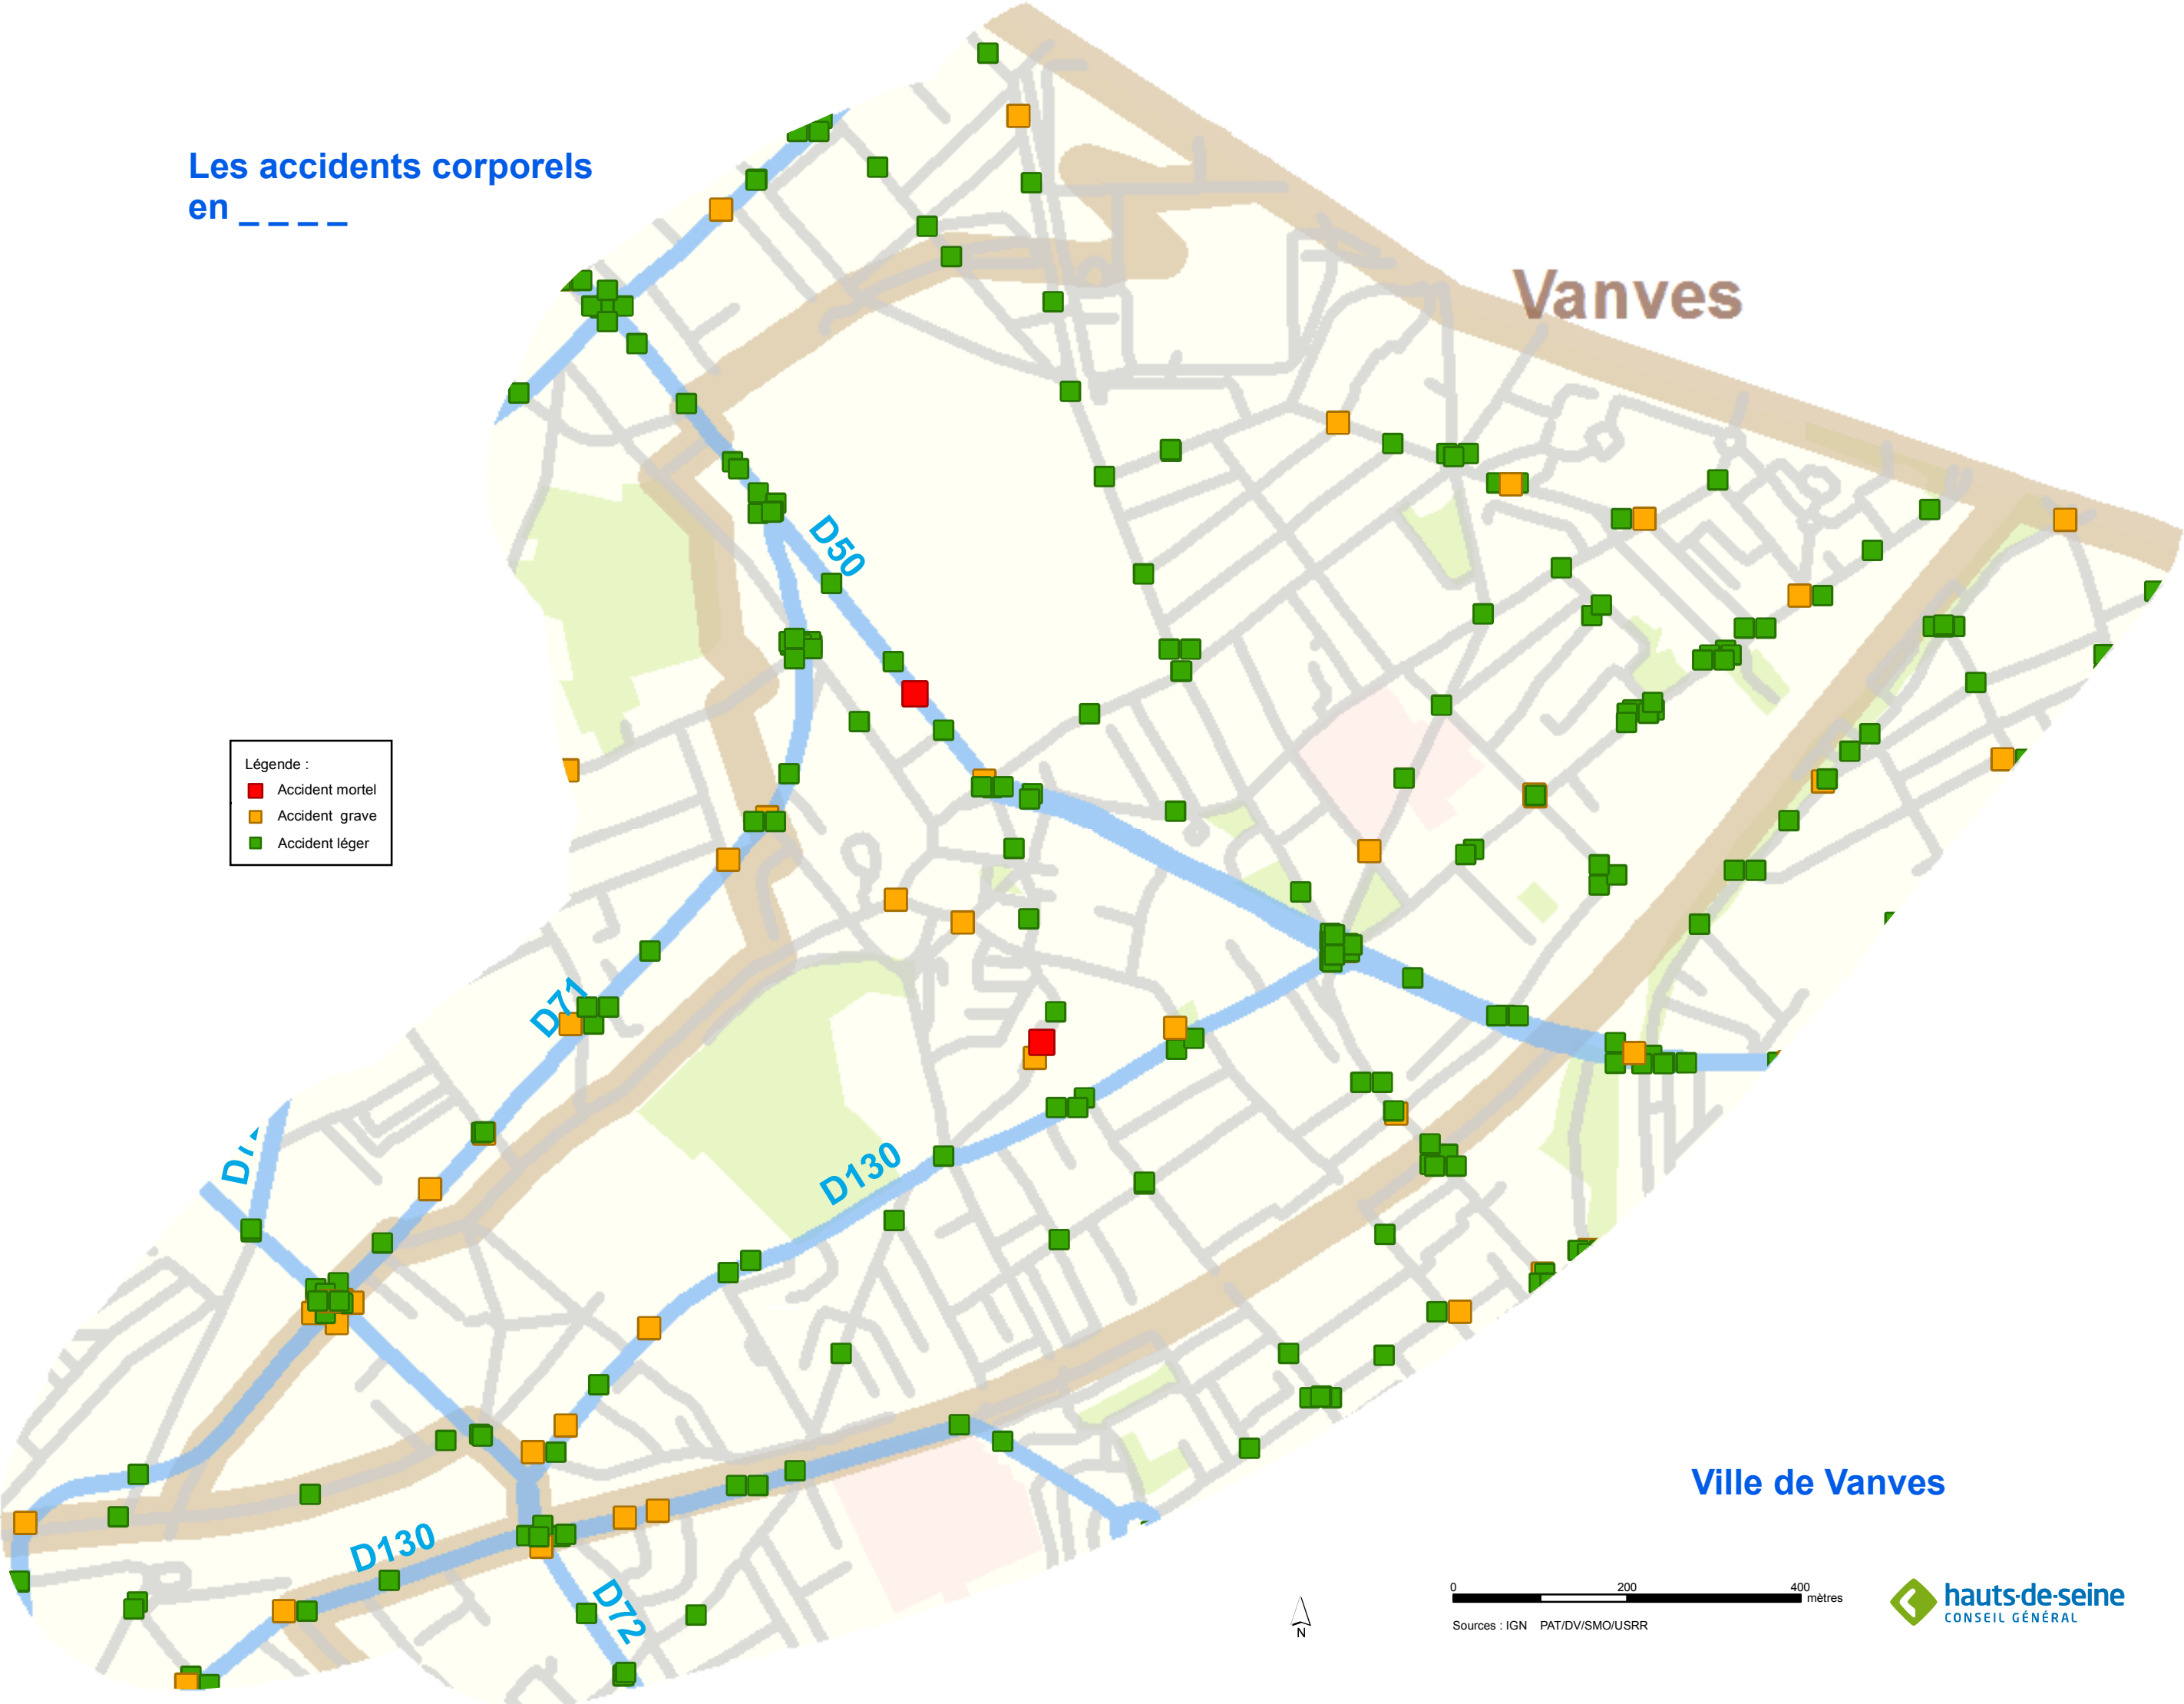 Les accidents corporels
en _ _ _ _
Vanves
D50
Légende :
Accident mortel
Accident grave
Accident léger
D71
D130
D130
D72
Ville de Vanves
0 200 400
mètres
Sources : IGN PAT/DV/SMO/USRR
N
hauts-de-seine
CONSEIL GÉNÉRAL